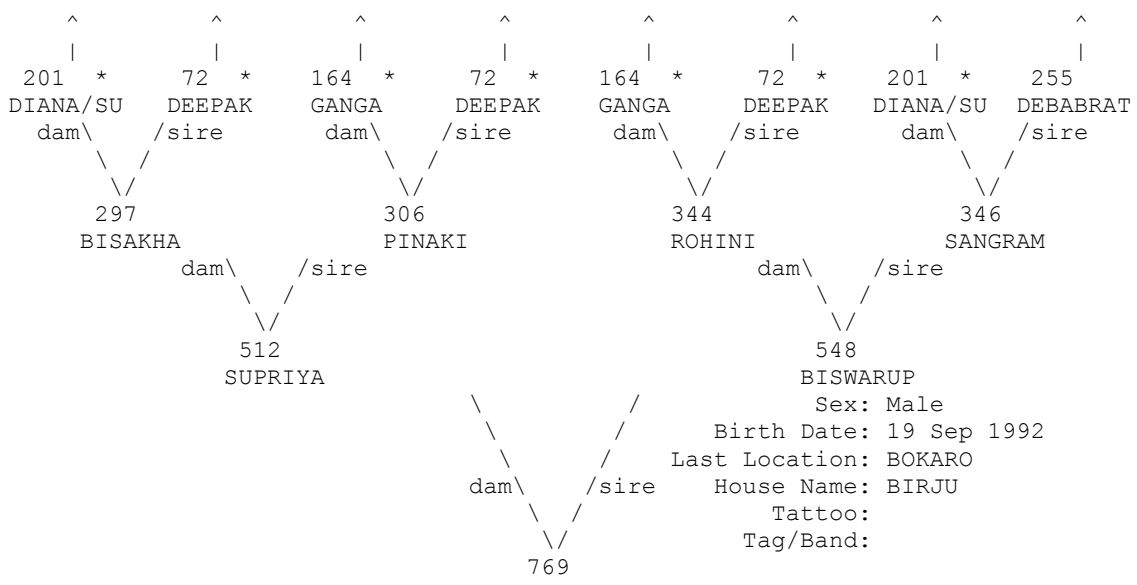 ^ ^ ^ ^ ^ ^ ^ ^
| | | | | | | |
201 * 72 * 164 * 72 * 164 * 72 * 201 * 255
DIANA/SU DEEPAK GANGA DEEPAK GANGA DEEPAK DIANA/SU DEBABRAT
dam\ /sire dam\ /sire dam\ /sire dam\ /sire
\ / \ / \ / \ /
\/ \/ \/ \/
297 306 344 346
BISAKHA PINAKI ROHINI SANGRAM
dam\ /sire dam\ /sire
\ / \ /
\/ \/
512 548
SUPRIYA BISWARUP
\ / Sex: Male
\ / Birth Date: 19 Sep 1992
\ / Last Location: BOKARO
dam\ /sire House Name: BIRJU
\ / Tattoo:
\/ Tag/Band:
769